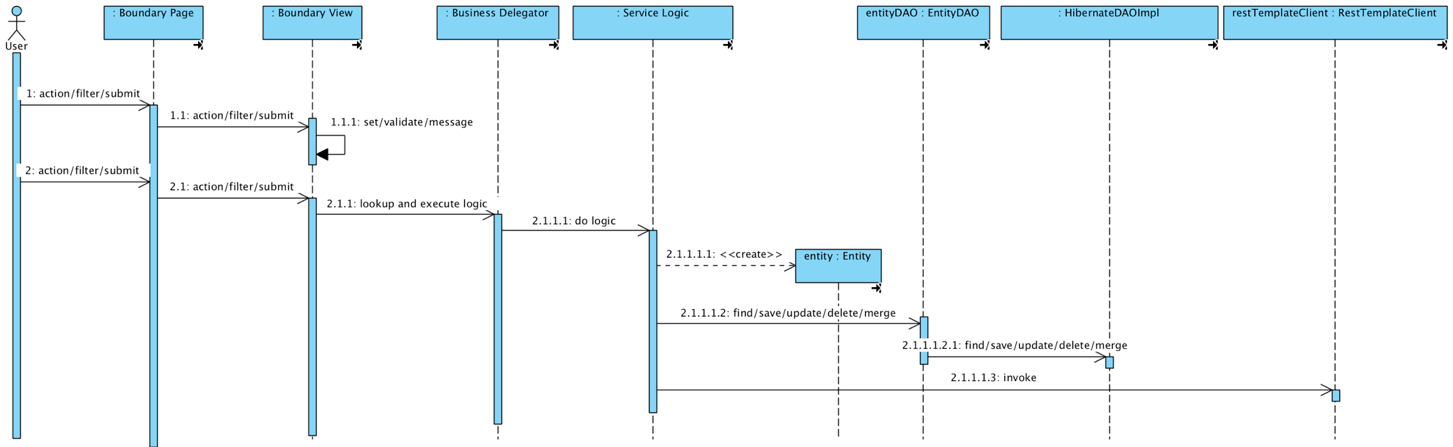 : Boundary Page
: Boundary View
: Business Delegator
: Service Logic
entityDAO : EntityDAO
: HibernateDAOImpl
restTemplateClient : RestTemplateClient
User
1: action/filter/submit
1.1: action/filter/submit
1.1.1: set/validate/message
2: action/filter/submit
2.1: action/filter/submit
2.1.1: lookup and execute logic
2.1.1.1: do logic
2.1.1.1.1: <<create>>
entity : Entity
2.1.1.1.2: find/save/update/delete/merge
2.1.1.1.2.1: find/save/update/delete/merge
2.1.1.1.3: invoke